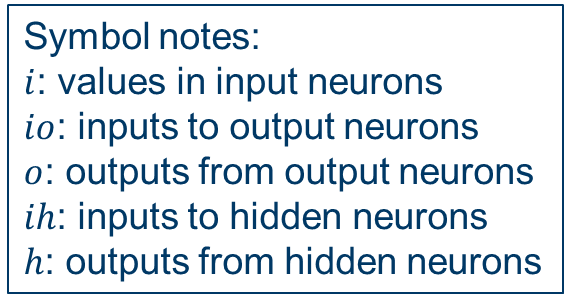 Symbol notes:
i: values in input neurons
io: inputs to output neurons
o: outputs from output neurons
ih: inputs to hidden neurons
h: outputs from hidden neurons